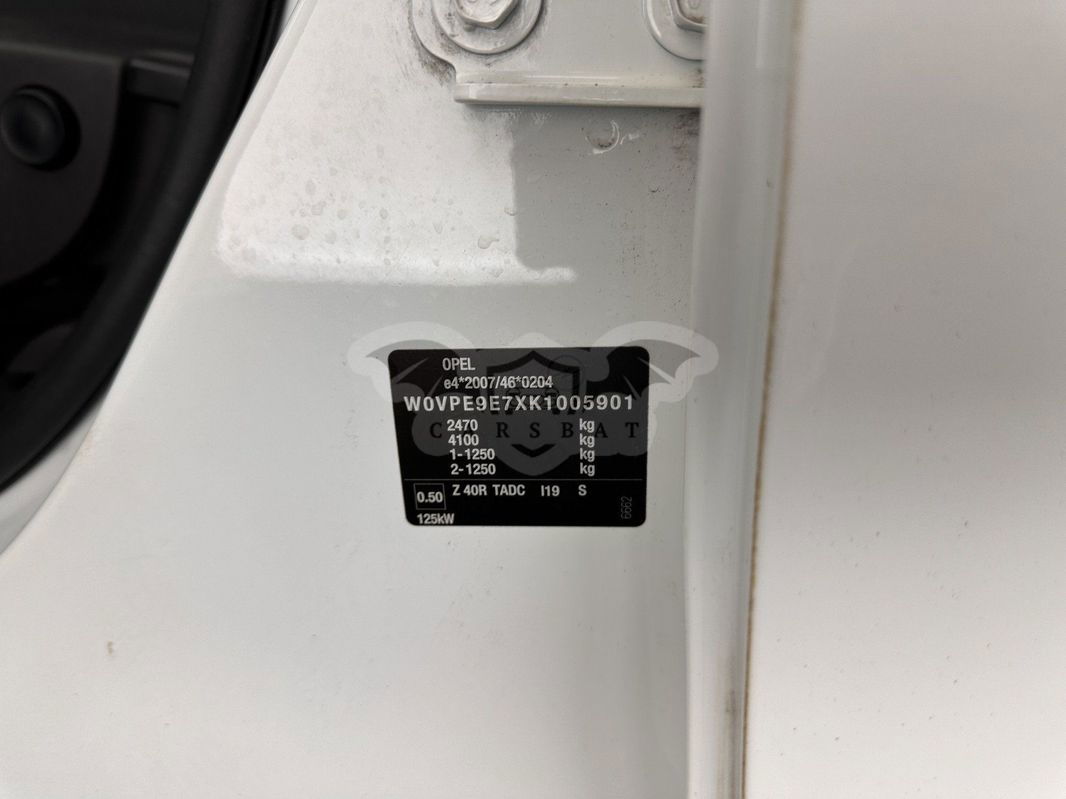 OPEL
e4*2007/46*0204
W0VPE9E7XK1005901
2470 kg
4100 kg
1-1250 kg
2-1250 kg
CARSBAT
0.50 Z 40R TADC I19 S
125kW
6662